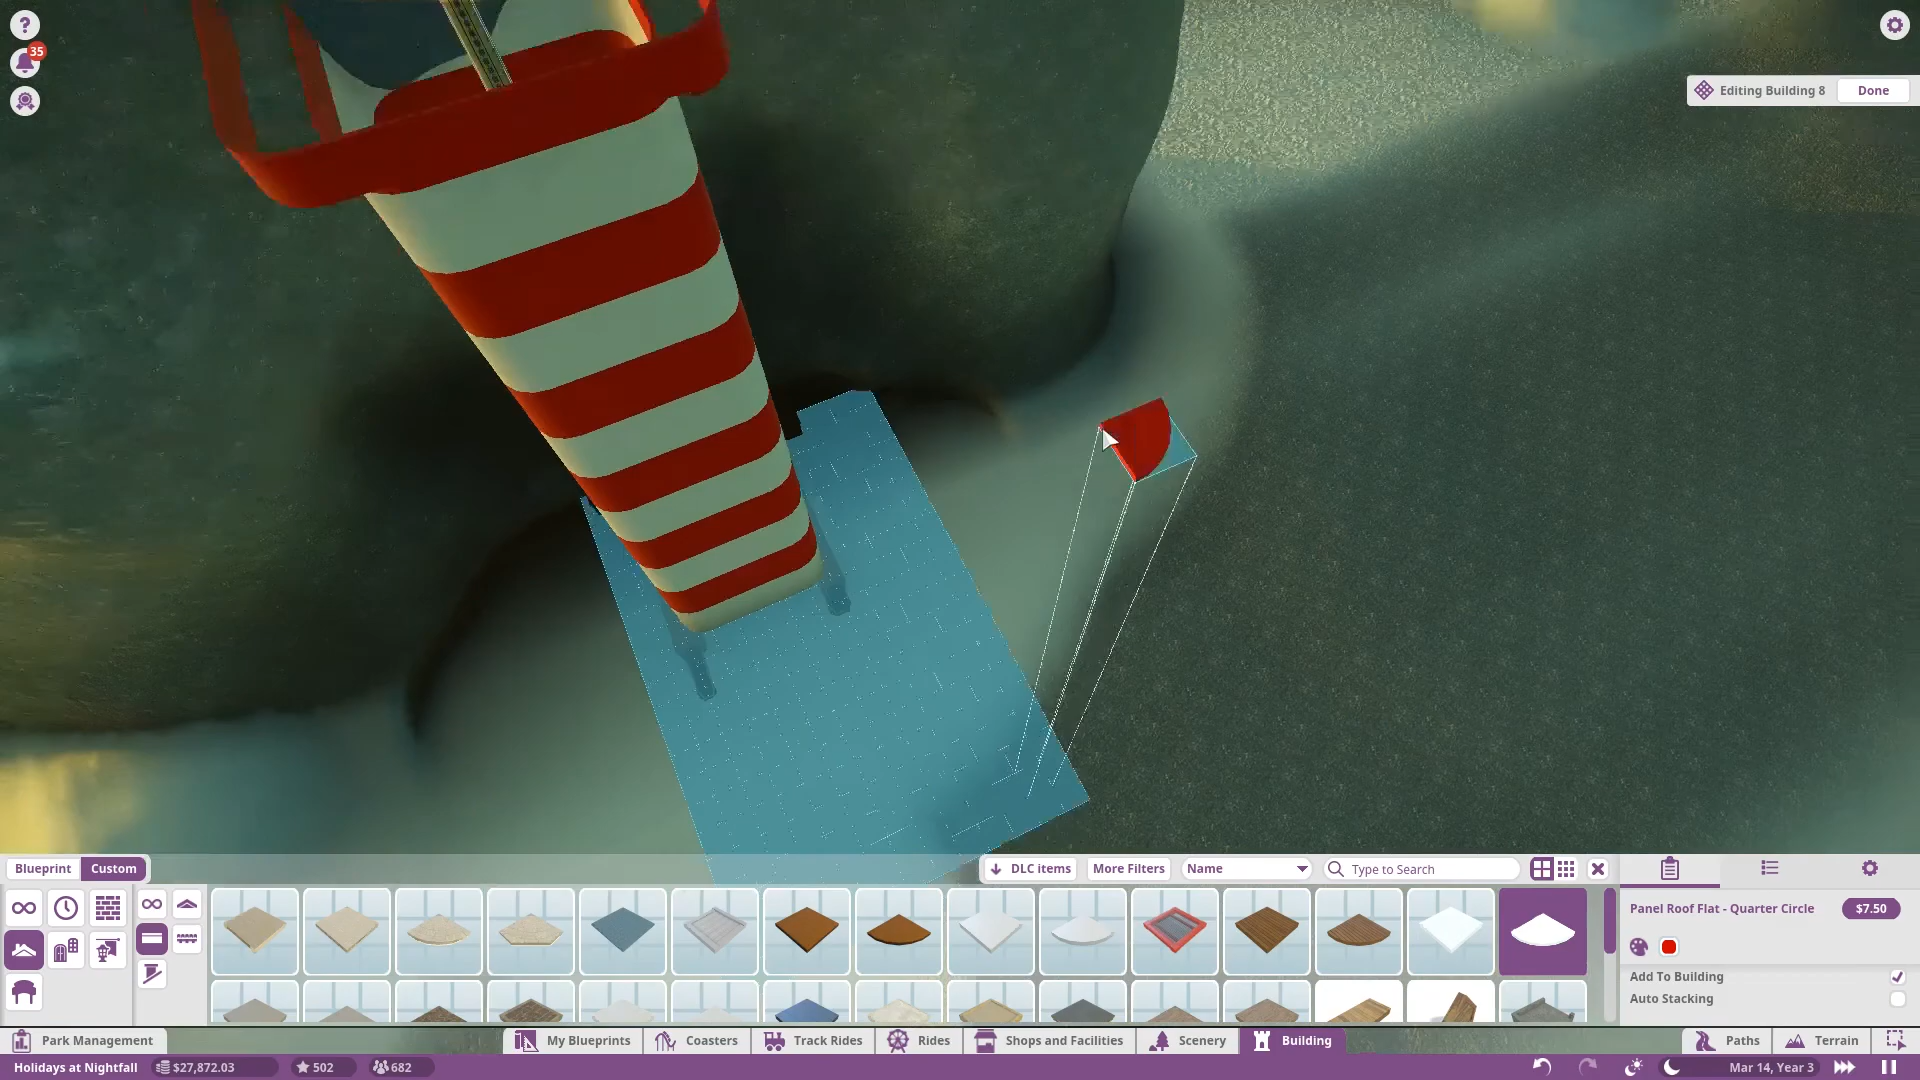 ?
35
Editing Building 8
Done
Blueprint
Custom
DLC items
More Filters
Name
Type to Search
Panel Roof Flat - Quarter Circle
$7.50
Add To Building
Auto Stacking
Park Management
My Blueprints
Coasters
Track Rides
Rides
Shops and Facilities
Scenery
Building
Paths
Terrain
Holidays at Nightfall
$27,872.03
502
682
Mar 14, Year 3